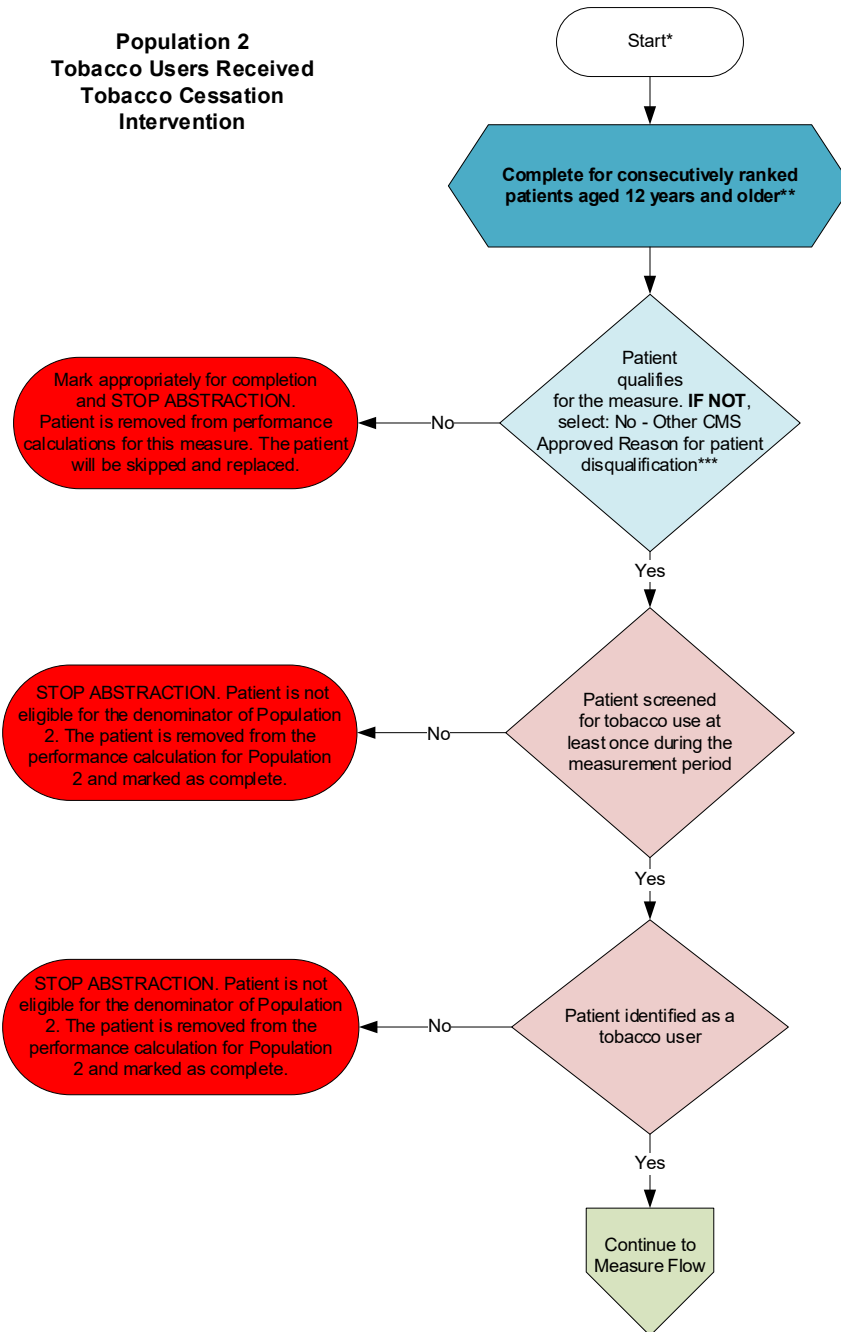 Population 2
Tobacco Users Received
Tobacco Cessation
Intervention
Start*
Complete for consecutively ranked
patients aged 12 years and older**
Patient
qualifies
for the measure. IF NOT,
select: No - Other CMS
Approved Reason for patient
disqualification***
No
Mark appropriately for completion
and STOP ABSTRACTION.
Patient is removed from performance
calculations for this measure. The patient
will be skipped and replaced.
Yes
Patient screened
for tobacco use at
least once during the
measurement period
No
STOP ABSTRACTION. Patient is not
eligible for the denominator of Population
2. The patient is removed from the
performance calculation for Population
2 and marked as complete.
Yes
Patient identified as a
tobacco user
No
STOP ABSTRACTION. Patient is not
eligible for the denominator of Population
2. The patient is removed from the
performance calculation for Population
2 and marked as complete.
Yes
Continue to
Measure Flow